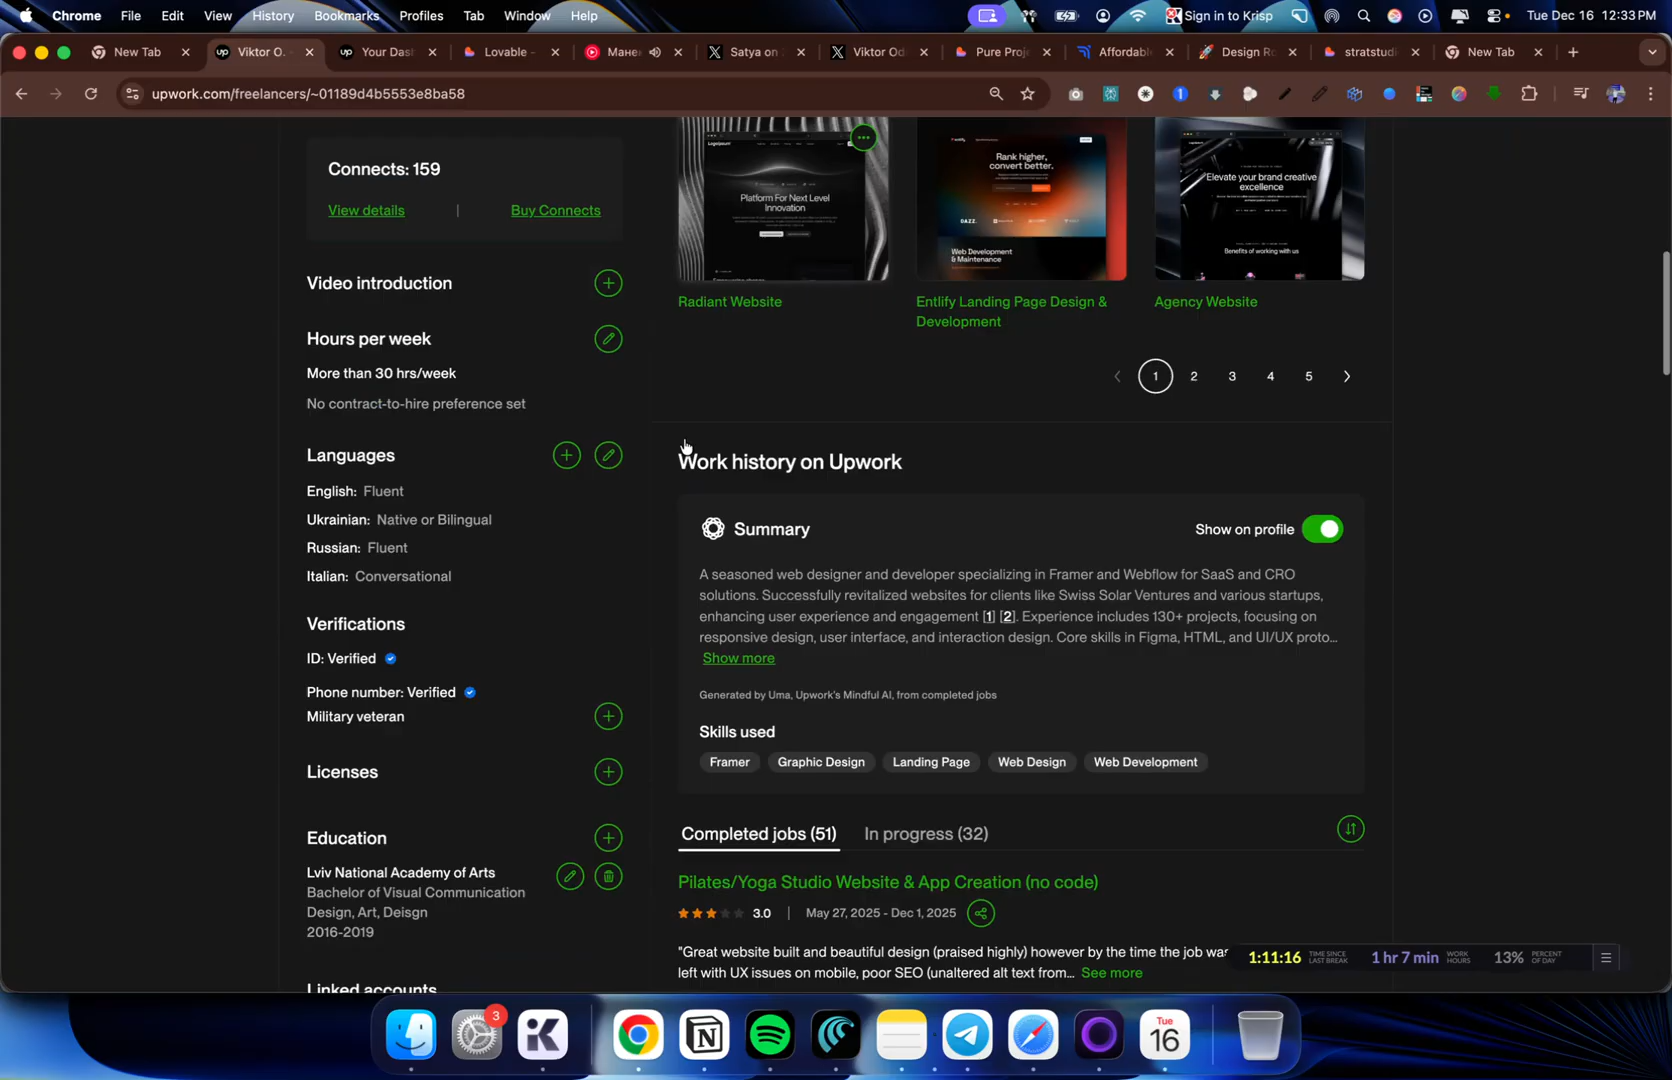 Chrome File Edit View History Bookmarks Profiles Tab Window Help
Sign in to Krisp
Tue Dec 16 12:33 PM
New Tab
Viktor O. -
Your Das
Lovable -
Мане
Satya on
Viktor Od
Pure Proj
Affordabl
Design Ro
stratstudi
New Tab
upwork.com/freelancers/~01189d4b5553e8ba58
Connects: 159
View details | Buy Connects
Video introduction
Hours per week
More than 30 hrs/week
No contract-to-hire preference set
Languages
English: Fluent
Ukrainian: Native or Bilingual
Russian: Fluent
Italian: Conversational
Verifications
ID: Verified
Phone number: Verified
Military veteran
Licenses
Education
Lviv National Academy of Arts
Bachelor of Visual Communication
Design, Art, Deisgn
2016-2019
Linked accounts
Platform For Next Level
Innovation
Radiant Website
Rank higher,
convert better.
DAZZ.
Web Development
& Maintenance
Entlify Landing Page Design &
Development
Elevate your brand creative
excellence
Benefits of working with us
Agency Website
1 2 3 4 5
Work history on Upwork
Summary
Show on profile
A seasoned web designer and developer specializing in Framer and Webflow for SaaS and CRO
solutions. Successfully revitalized websites for clients like Swiss Solar Ventures and various startups,
enhancing user experience and engagement [1] [2]. Experience includes 130+ projects, focusing on
responsive design, user interface, and interaction design. Core skills in Figma, HTML, and UI/UX proto...
Show more
Generated by Uma, Upwork's Mindful AI, from completed jobs
Skills used
Framer
Graphic Design
Landing Page
Web Design
Web Development
Completed jobs (51)
In progress (32)
Pilates/Yoga Studio Website & App Creation (no code)
3.0 | May 27, 2025 - Dec 1, 2025
"Great website built and beautiful design (praised highly) however by the time the job was
left with UX issues on mobile, poor SEO (unaltered alt text from... See more
1:11:16 TIME SINCE LAST BREAK
1 hr 7 min WORK HOURS
13% PERCENT OF DAY
3
Tue
16